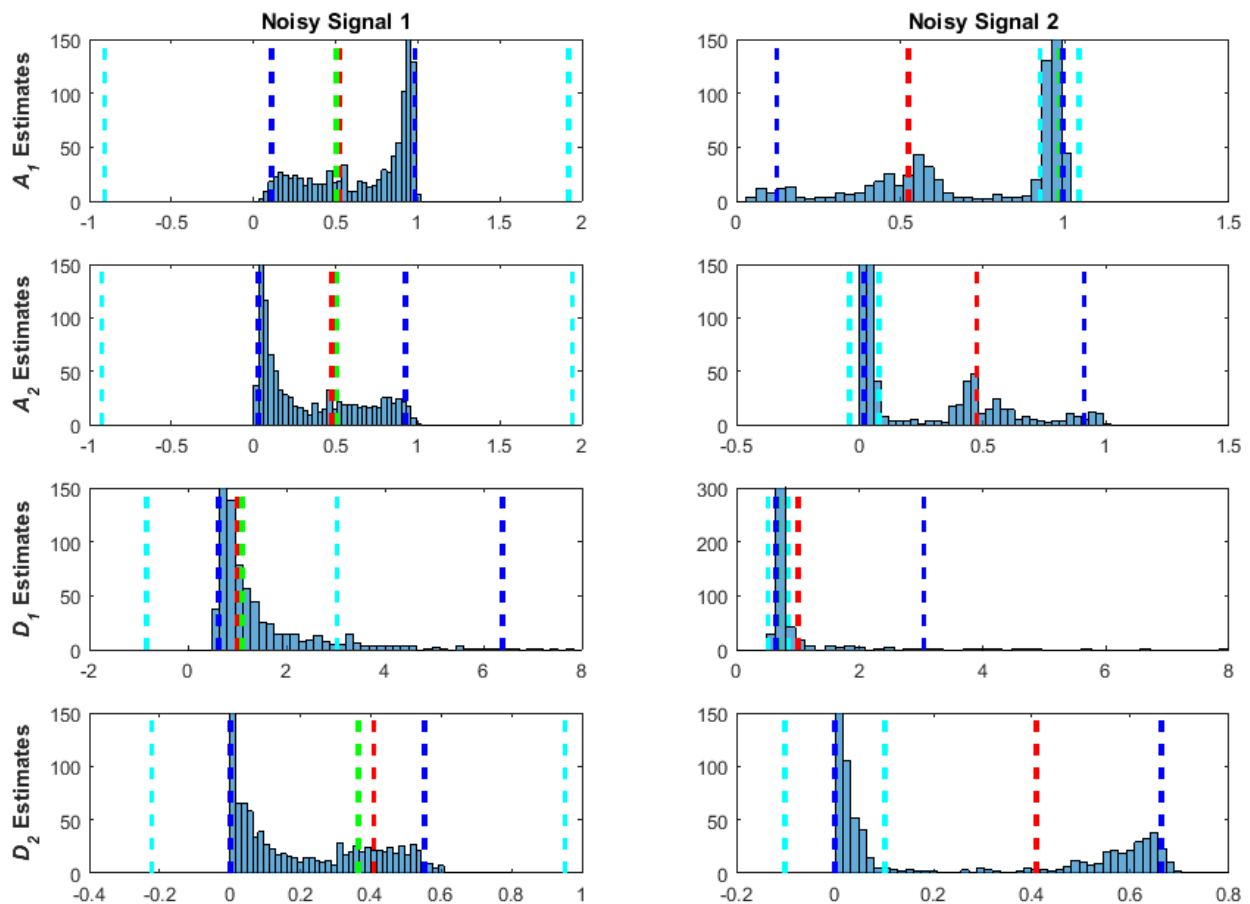 Noisy Signal 1
Noisy Signal 2
A1 Estimates
150
100
50
0
-1 -0.5 0 0.5 1 1.5 2
150
100
50
0
0 0.5 1 1.5
A2 Estimates
150
100
50
0
-1 -0.5 0 0.5 1 1.5 2
150
100
50
0
-0.5 0 0.5 1 1.5
D1 Estimates
150
100
50
0
-2 0 2 4 6 8
300
200
100
0
0 2 4 6 8
D2 Estimates
150
100
50
0
-0.4 -0.2 0 0.2 0.4 0.6 0.8 1
150
100
50
0
-0.2 0 0.2 0.4 0.6 0.8